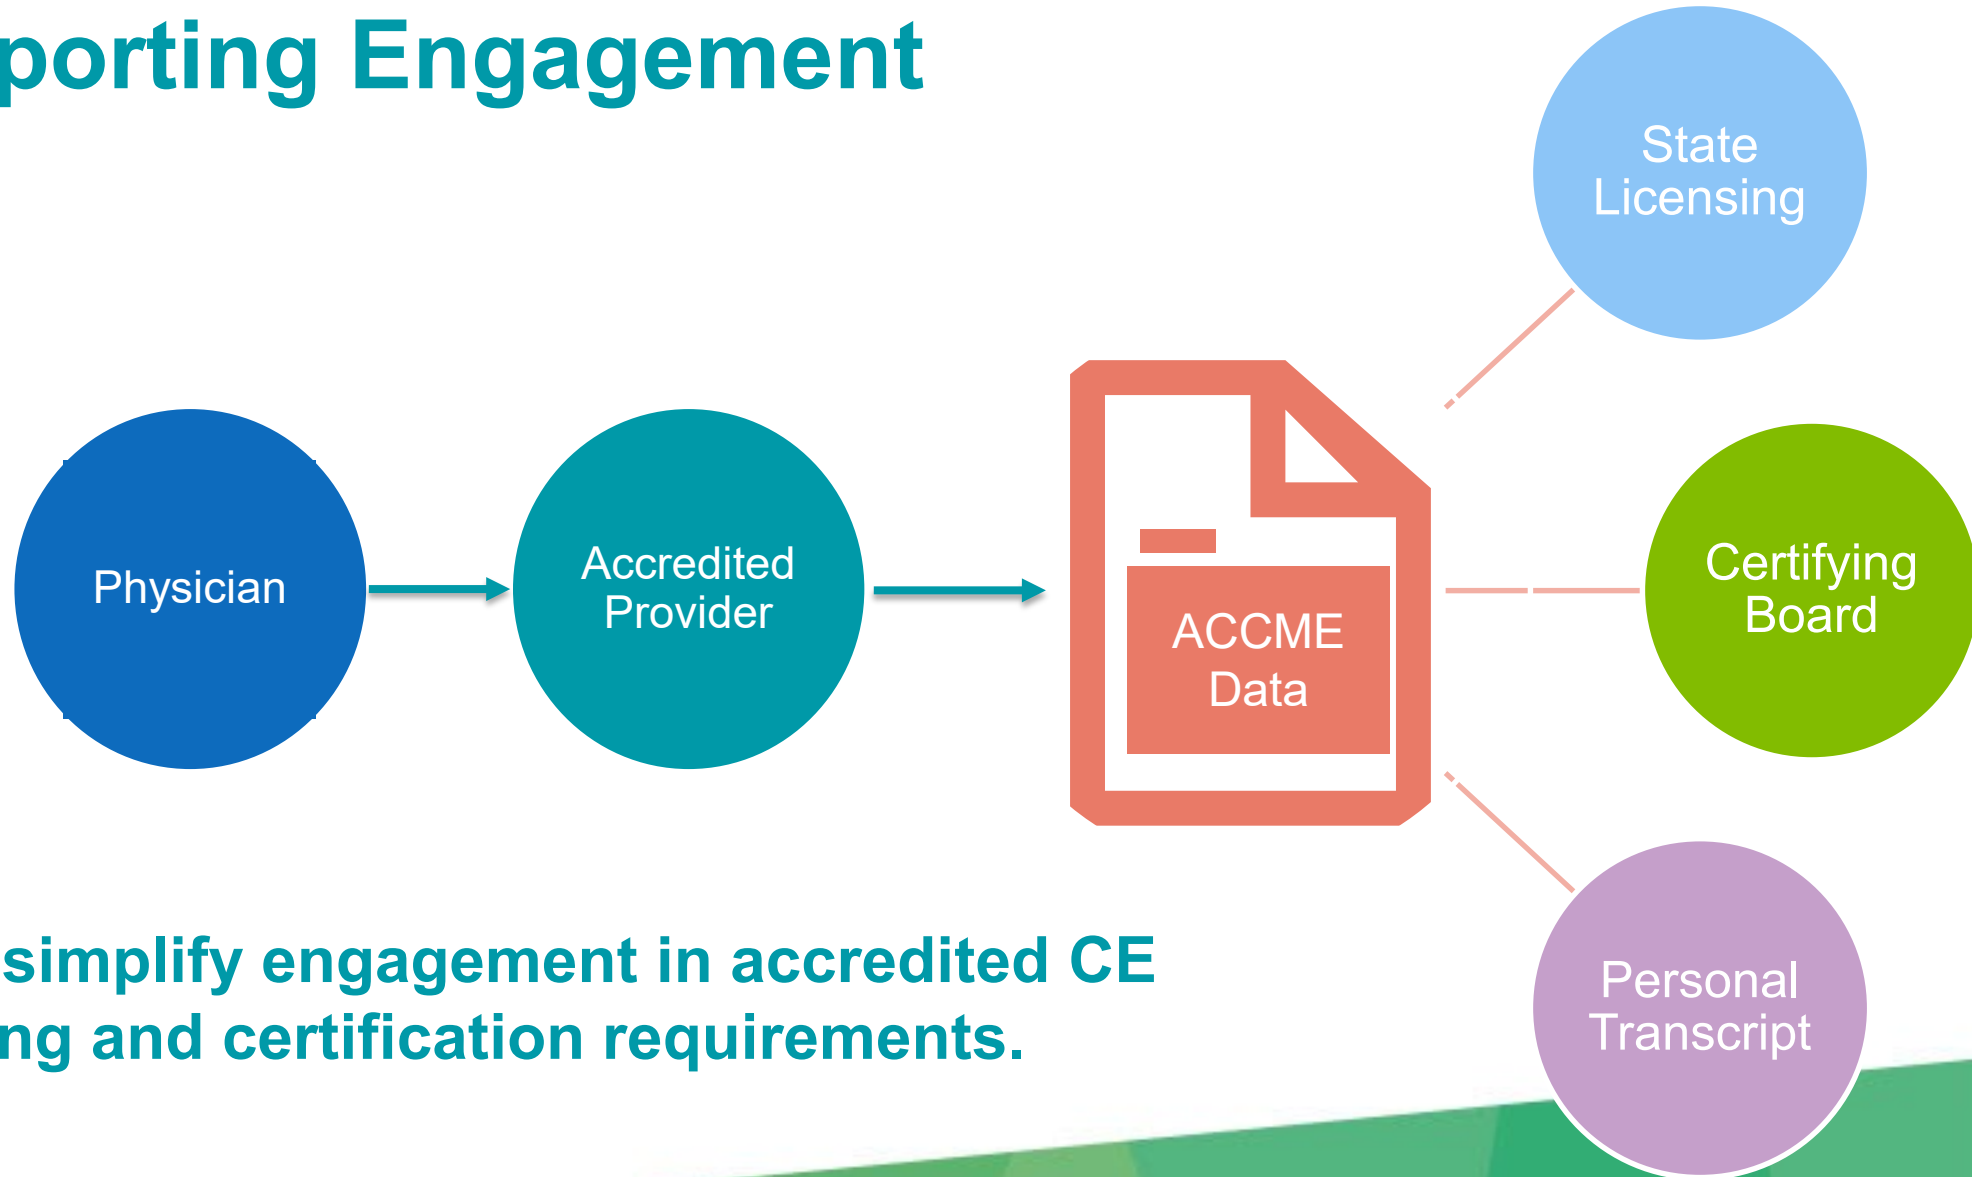 porting Engagement
State
Licensing
Physician
Accredited
Provider
ACCME
Data
Certifying
Board
Personal
Transcript
simplify engagement in accredited CE
ng and certification requirements.